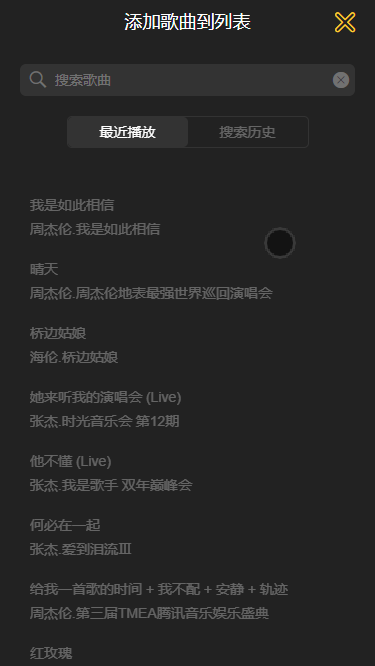 添加歌曲到列表
搜索歌曲
最近播放
搜索历史
我是如此相信
周杰伦.我是如此相信
晴天
周杰伦.周杰伦地表最强世界巡回演唱会
桥边姑娘
海伦.桥边姑娘
她来听我的演唱会 (Live)
张杰.时光音乐会 第12期
他不懂 (Live)
张杰.我是歌手 双年巅峰会
何必在一起
张杰.爱到泪流Ⅲ
给我一首歌的时间 + 我不配 + 安静 + 轨迹
周杰伦.第三届TMEA腾讯音乐娱乐盛典
红玫瑰